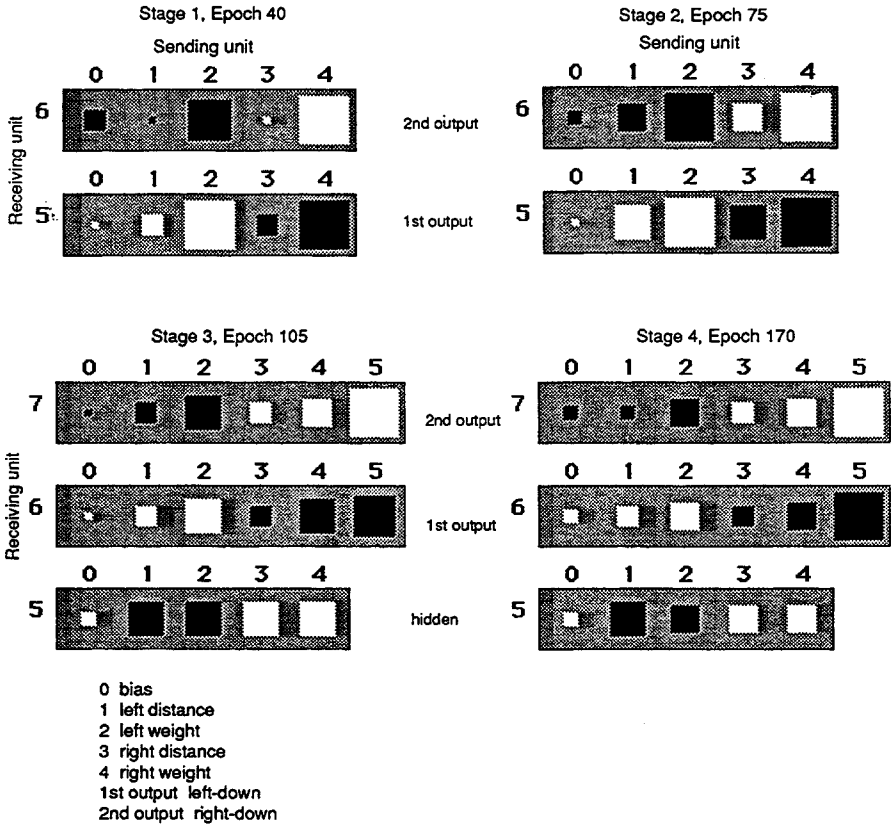 Stage 1, Epoch 40
Sending unit
0 1 2 3 4
6
0 1 2 3 4
5
Receiving unit
2nd output
1st output
Stage 2, Epoch 75
Sending unit
0 1 2 3 4
6
0 1 2 3 4
5
Stage 3, Epoch 105
0 1 2 3 4 5
7
0 1 2 3 4 5
6
0 1 2 3 4
5
Receiving unit
2nd output
1st output
hidden
Stage 4, Epoch 170
0 1 2 3 4 5
7
0 1 2 3 4 5
6
0 1 2 3 4
5
0 bias
1 left distance
2 left weight
3 right distance
4 right weight
1st output left-down
2nd output right-down